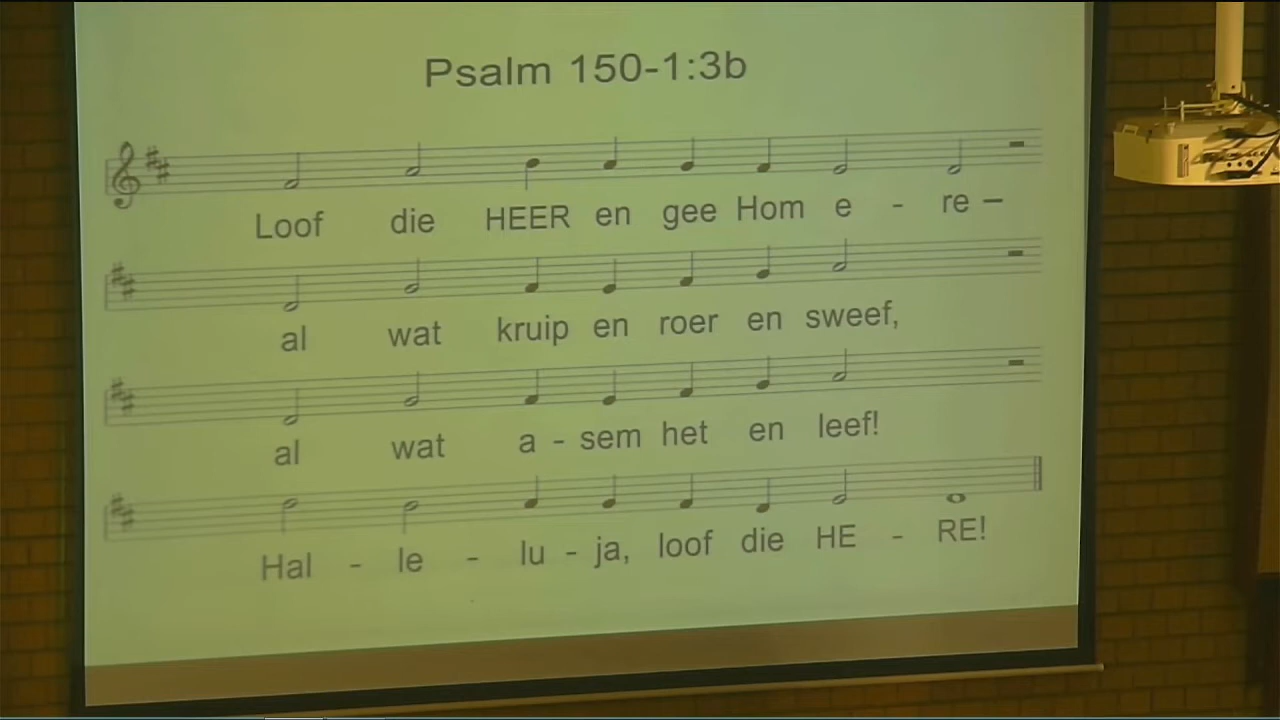 Psalm 150-1:3b
Loof die HEER en gee Hom e - re –
al wat kruip en roer en sweef,
al wat a - sem het en leef!
Hal - le - lu - ja, loof die HE - RE!